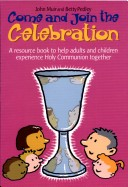 John Muir and Betty Pedley
Come and Join the
Celebration
A resource book to help adults and children
experience Holy Communion together